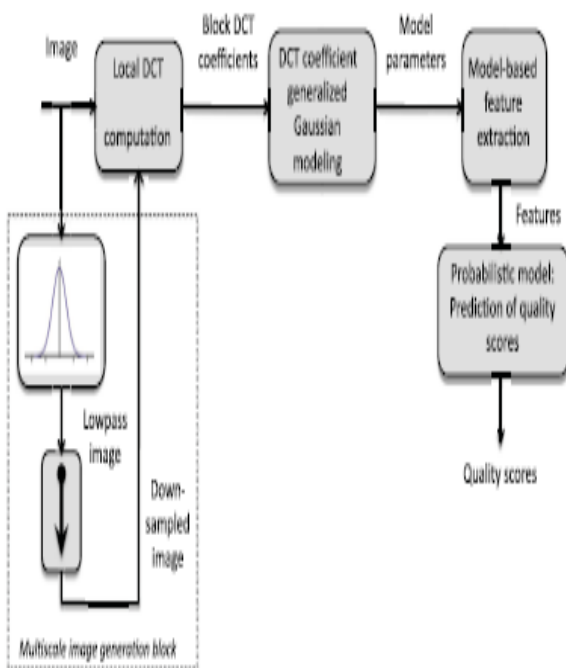 Image
Local DCT
computation
Block DCT
coefficients
DCT coefficient
generalized
Gaussian
modeling
Model
parameters
Model-based
feature
extraction
Features
Probabilistic model:
Prediction of quality
scores
Quality scores
Lowpass
image
Down-
sampled
image
Multiscale image generation block